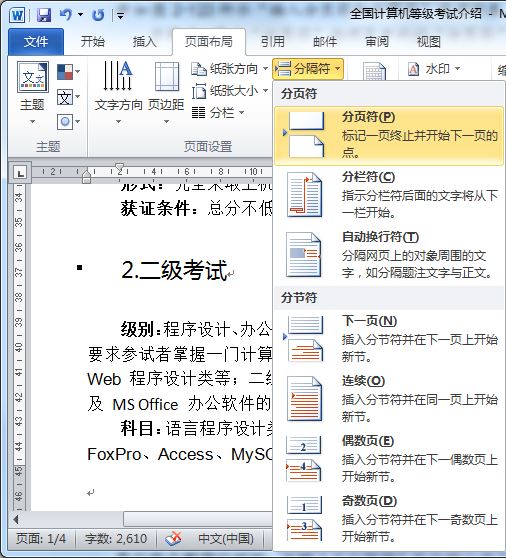 全国计算机等级考试介绍 - M
文件 开始 插入 页面布局 引用 邮件 审阅 视图
主题
文字方向
页边距
纸张方向
纸张大小
分栏
分隔符
水印
主题
页面设置
分页符
分页符(P)
标记一页终止并开始下一页的
点。
分栏符(C)
指示分栏符后面的文字将从下
一栏开始。
自动换行符(T)
分隔网页上的对象周围的文
字，如分隔题注文字与正文。
分节符
下一页(N)
插入分节符并在下一页上开始
新节。
连续(O)
插入分节符并在同一页上开始
新节。
偶数页(E)
插入分节符并在下一偶数页上
开始新节。
奇数页(D)
插入分节符并在下一奇数页上
开始新节。
获证条件：总分不低
2.二级考试
级别：程序设计、办公
要求参试者掌握一门计算
Web 程序设计类等；二级
及 MS Office 办公软件的
科目：语言程序设计类
FoxPro、Access、MySQ
页面: 1/4 字数: 2,610 中文(中国)